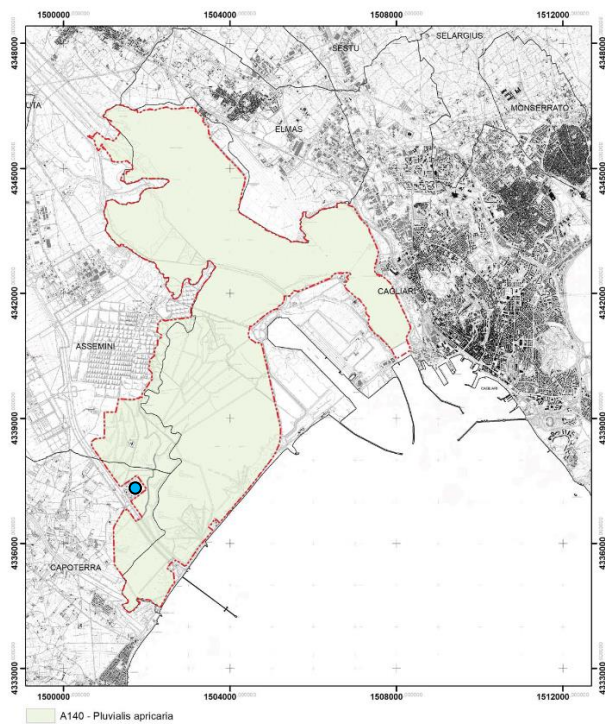 1500000 1504000 1508000 1512000
SELARGIUS
SESTU
4348000 4348000
MONSERRATO
UTA
ELMAS
4345000 4345000
CAGLIARI
4342000 4342000
ASSEMINI
CAGLIARI
4339000 4339000
4336000 4336000
CAPOTERRA
4333000 4333000
1500000 1504000 1508000 1512000
A140 - Pluvialis apricaria